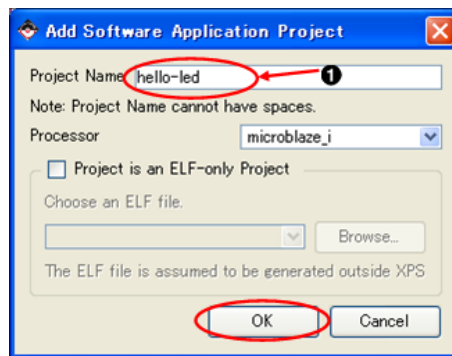 Add Software Application Project
Project Name hello-led ❶
Note: Project Name cannot have spaces.
Processor microblaze_i
Project is an ELF-only Project
Choose an ELF file.
Browse...
The ELF file is assumed to be generated outside XPS
OK Cancel